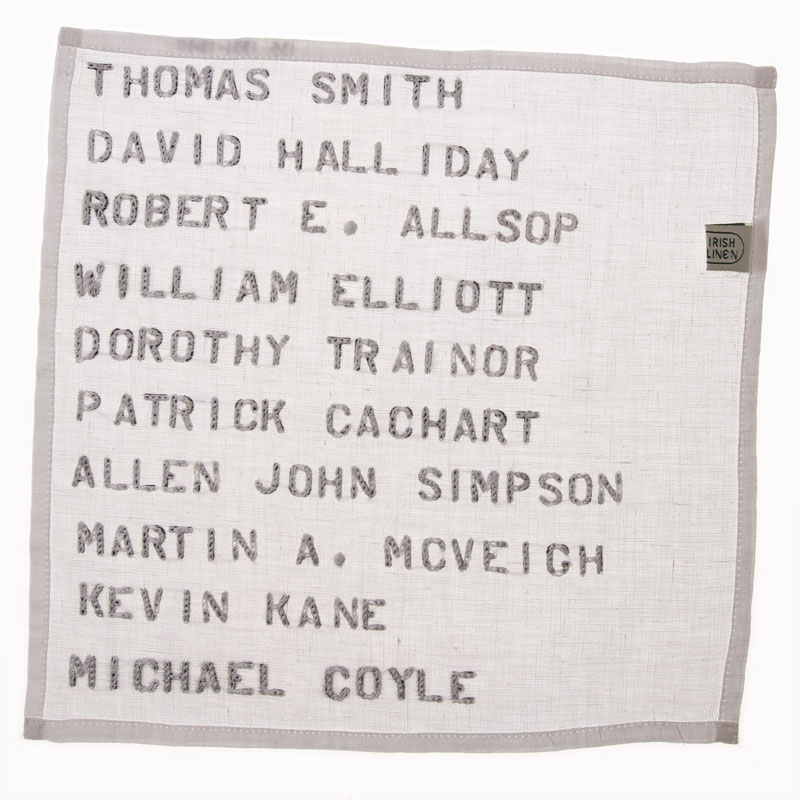 THOMAS SMITH
DAVID HALLIDAY
ROBERT E. ALLSOP
IRISH
LINEN
WILLIAM ELLIOTT
DOROTHY TRAINOR
PATRICK CACHART
ALLEN JOHN SIMPSON
MARTIN A. MCVEIGH
KEVIN KANE
MICHAEL COYLE